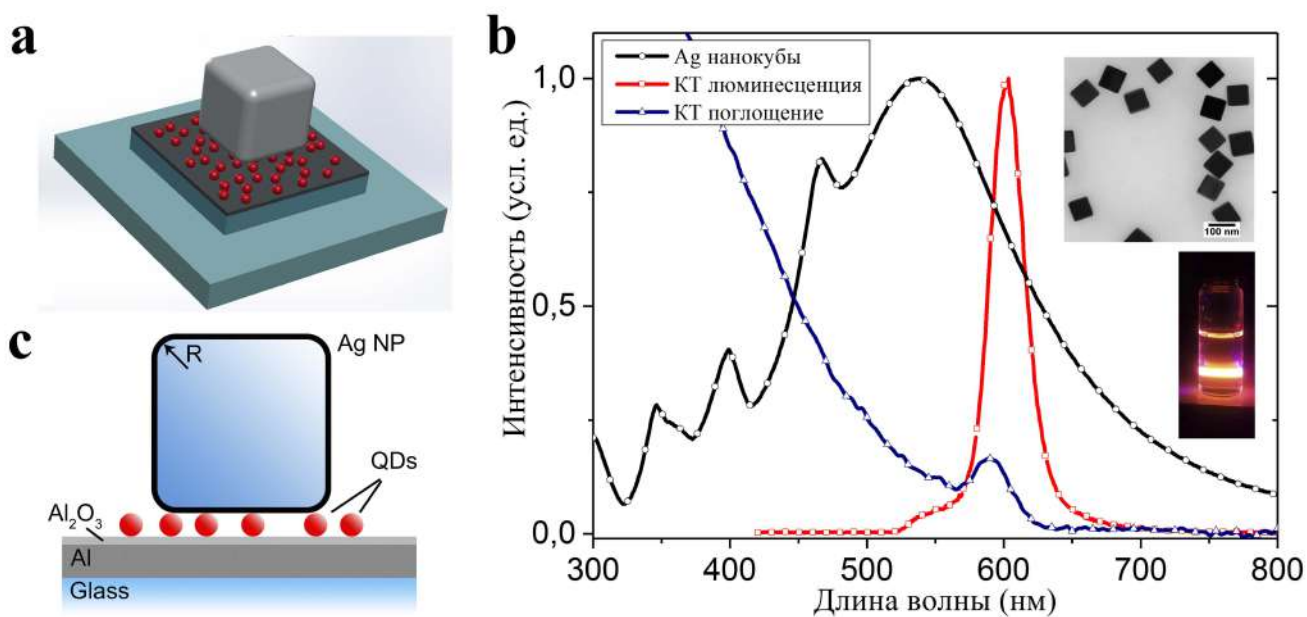 a
b
Ag нанокубы
КТ люминесценция
КТ поглощение
1,0
0,5
0,0
Интенсивность (усл. ед.)
300
400
500
600
700
800
Длина волны (нм)
100 nm
c
R
Ag NP
QDs
Al₂O₃
Al
Glass